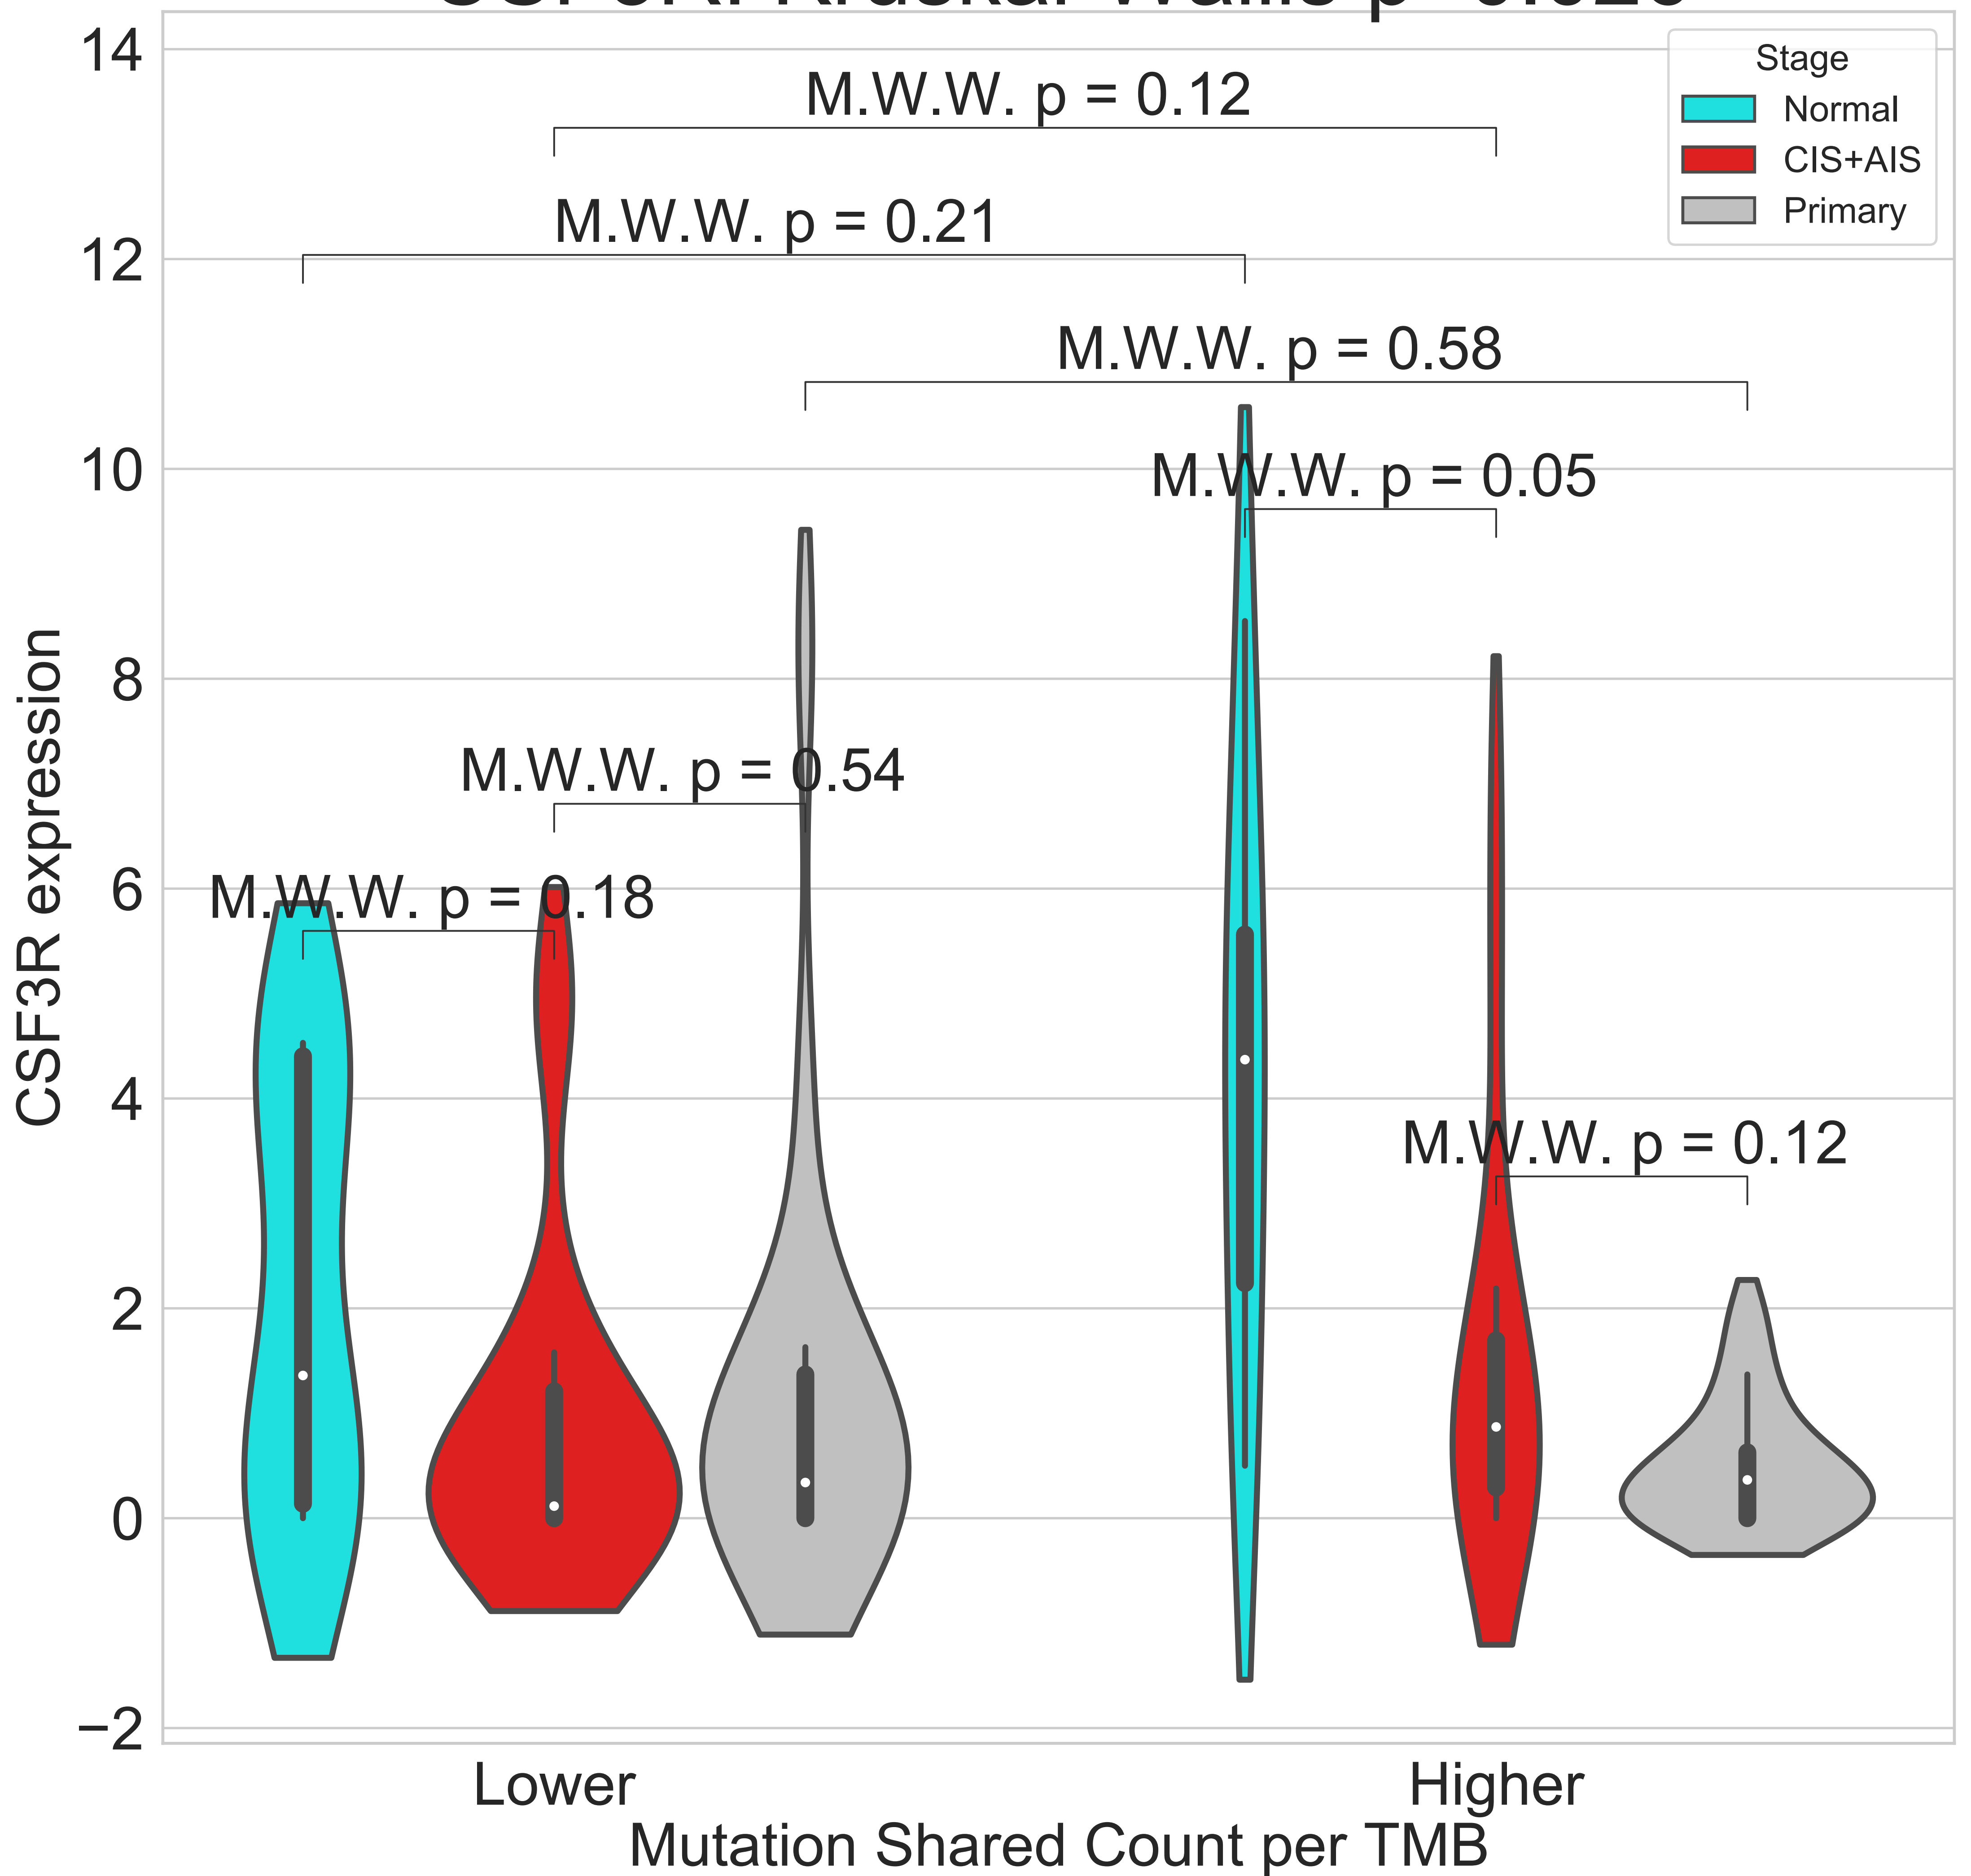 14
12
10
8
6
4
2
0
−2
CSF3R expression
M.W.W. p = 0.12
M.W.W. p = 0.21
M.W.W. p = 0.58
M.W.W. p = 0.05
M.W.W. p = 0.54
M.W.W. p = 0.18
M.W.W. p = 0.12
Stage
Normal
CIS+AIS
Primary
Lower
Higher
Mutation Shared Count per TMB